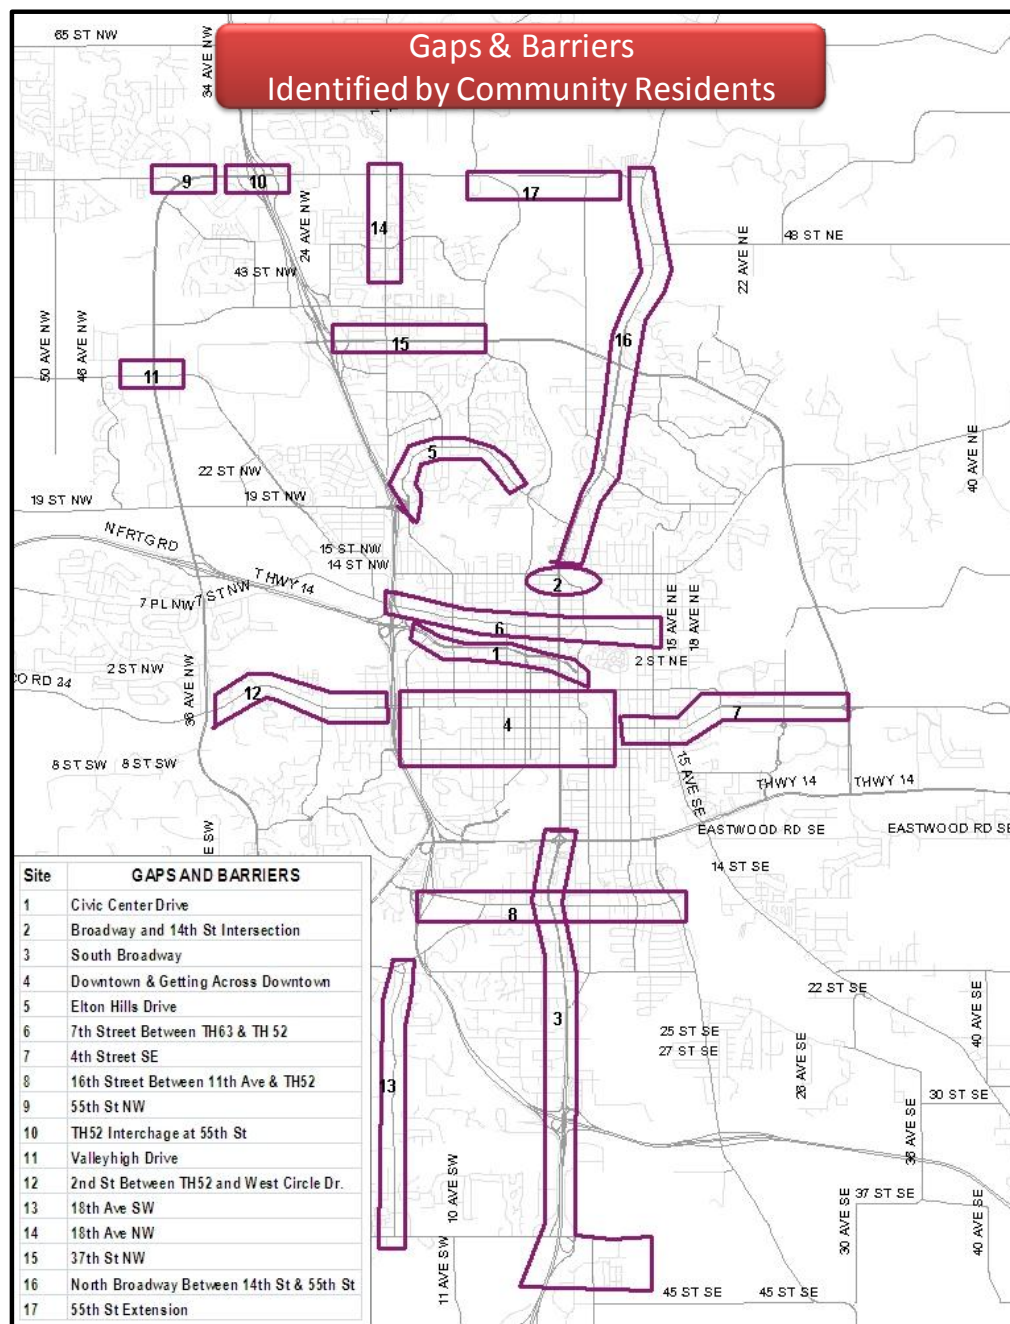 Gaps & Barriers
Identified by Community Residents
65 ST NW
34 AVE NW
9
10
17
14
24 AVE NW
48 ST NE
22 AVE NE
43 ST NW
50 AVE NW
46 AVE NW
15
16
11
5
22 ST NW
19 ST NW
19 ST NW
40 AVE NE
N FRTG RD
15 ST NW
14 ST NW
THWY 14
7 ST NW
7 PL NW
2
6
1
15 AVE NE
18 AVE NE
2 ST NE
2 ST NW
CO RD 34
36 AVE NW
12
4
7
8 ST SW
8 ST SW
15 AVE SE
THWY 14
THWY 14
EASTWOOD RD SE
EASTWOOD RD SE
14 ST SE
E SW
8
22 ST SE
3
25 ST SE
27 ST SE
26 AVE SE
40 AVE SE
13
30 ST SE
36 AVE SE
37 ST SE
10 AVE SW
11 AVE SW
30 AVE SE
40 AVE SE
45 ST SE
45 ST SE
Site GAPS AND BARRIERS
1 Civic Center Drive
2 Broadway and 14th St Intersection
3 South Broadway
4 Downtown & Getting Across Downtown
5 Elton Hills Drive
6 7th Street Between TH63 & TH 52
7 4th Street SE
8 16th Street Between 11th Ave & TH52
9 55th St NW
10 TH52 Interchage at 55th St
11 Valleyhigh Drive
12 2nd St Between TH52 and West Circle Dr.
13 18th Ave SW
14 18th Ave NW
15 37th St NW
16 North Broadway Between 14th St & 55th St
17 55th St Extension